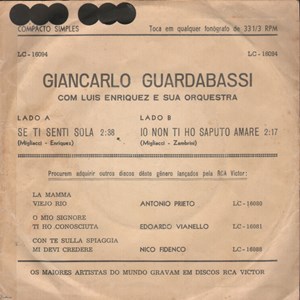 COMPACTO SIMPLES Toca em qualquer fonógrafo de 33 1/3 RPM
LC - 16094 LC - 16094
GIANCARLO GUARDABASSI
COM LUIS ENRIQUEZ E SUA ORQUESTRA
LADO A LADO B
SE TI SENTI SOLA 2:38 IO NON TI HO SAPUTO AMARE 2:17
(Migliacci - Enriquez) (Migliacci - Zambrini)
Procurem adquirir outros discos dêste gênero lançados pela RCA Victor:
LA MAMMA
VIEJO RIO ANTONIO PRIETO
O MIO SIGNORE
TI HO CONOSCIUTA EDOARDO VIANELLO
CON TE SULLA SPIAGGIA
MI DEVI CREDERE NICO FIDENCO
OS MAIORES ARTISTAS DO MUNDO GRAVAM EM DISCOS RCA VICTOR